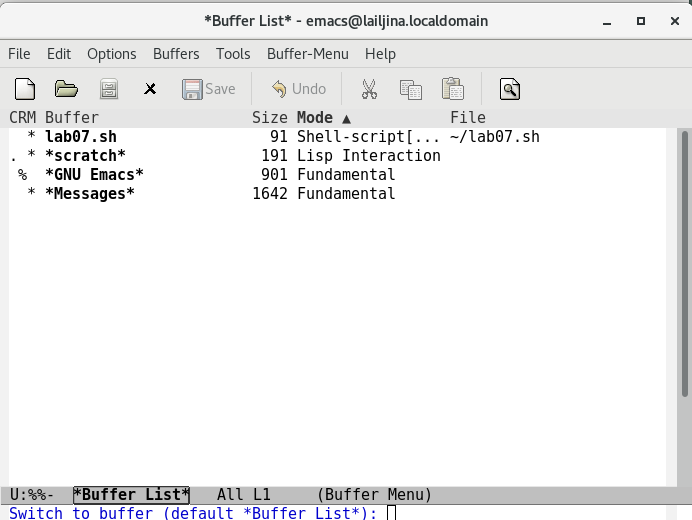 *Buffer List* - emacs@lailjina.localdomain
File Edit Options Buffers Tools Buffer-Menu Help
Save Undo
CRM Buffer Size Mode ▲ File
* lab07.sh 91 Shell-script[... ~/lab07.sh
. * *scratch* 191 Lisp Interaction
% *GNU Emacs* 901 Fundamental
* *Messages* 1642 Fundamental
U:%%- *Buffer List* All L1 (Buffer Menu)
Switch to buffer (default *Buffer List*):